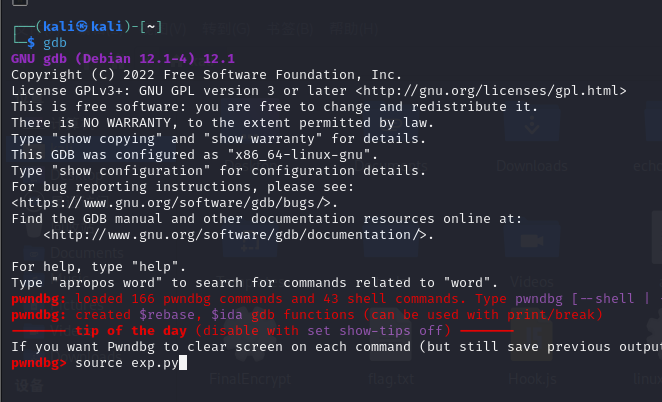 ┌──(kali㉿kali)-[~]
└─$ gdb
GNU gdb (Debian 12.1-4) 12.1
Copyright (C) 2022 Free Software Foundation, Inc.
License GPLv3+: GNU GPL version 3 or later <http://gnu.org/licenses/gpl.html>
This is free software: you are free to change and redistribute it.
There is NO WARRANTY, to the extent permitted by law.
Type "show copying" and "show warranty" for details.
This GDB was configured as "x86_64-linux-gnu".
Type "show configuration" for configuration details.
For bug reporting instructions, please see:
<https://www.gnu.org/software/gdb/bugs/>.
Find the GDB manual and other documentation resources online at:
    <http://www.gnu.org/software/gdb/documentation/>.
For help, type "help".
Type "apropos word" to search for commands related to "word".
pwndbg: loaded 166 pwndbg commands and 43 shell commands. Type pwndbg [--shell |
pwndbg: created $rebase, $ida gdb functions (can be used with print/break)
─────── tip of the day (disable with set show-tips off) ───────
If you want Pwndbg to clear screen on each command (but still save previous outpu
pwndbg> source exp.py
Downloads
Documents
Videos
FinalEncrypt
flag.txt
Hook.js